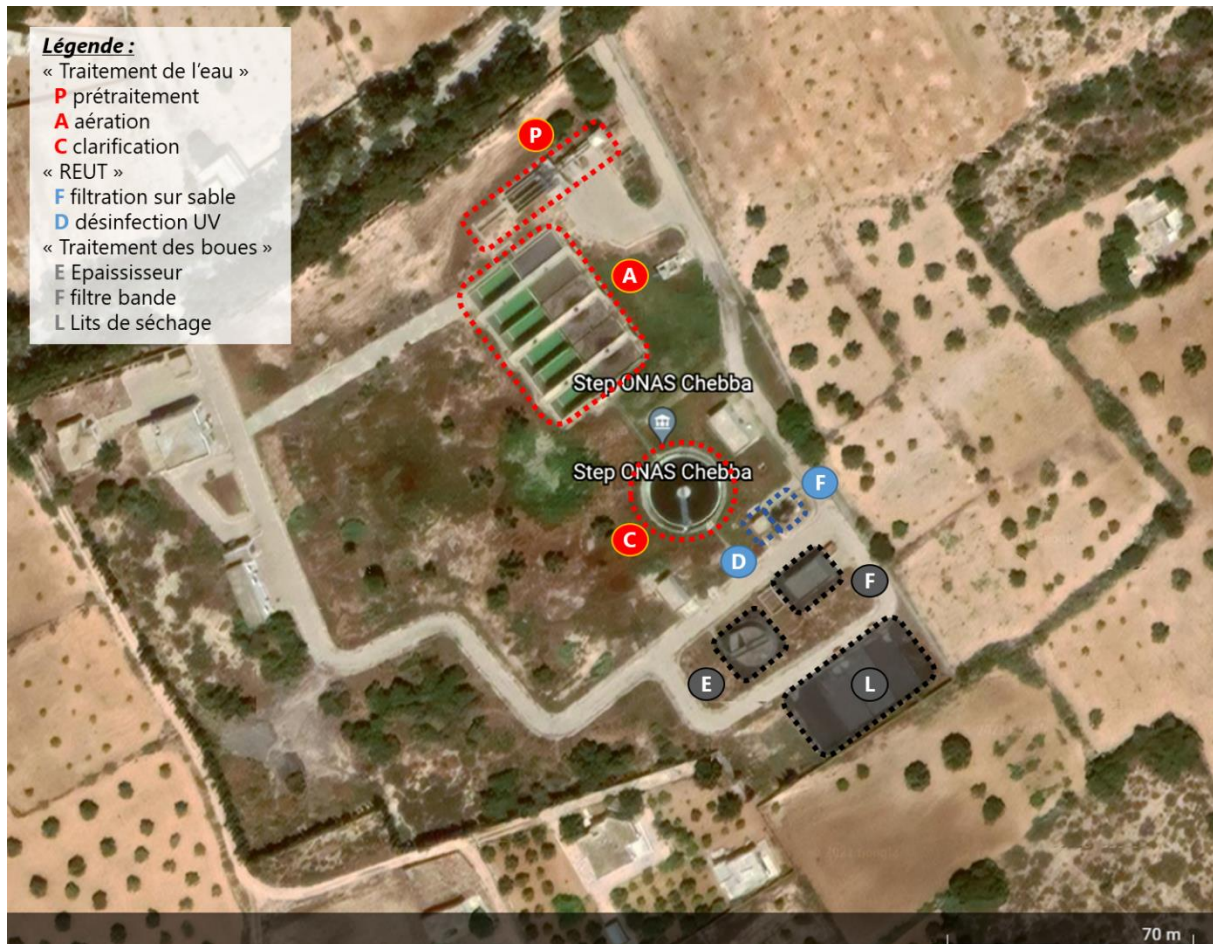 Légende :
« Traitement de l'eau »
P prétraitement
A aération
C clarification
« REUT »
F filtration sur sable
D désinfection UV
« Traitement des boues »
E Epaississeur
F filtre bande
L Lits de séchage
P
A
Step ONAS Chebba
Step ONAS Chebba
F
C
D
F
E
L
70 m